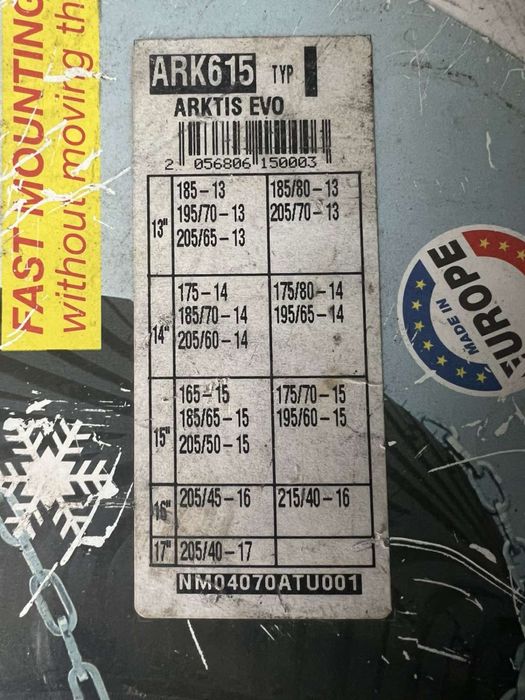 FAST MOUNTING
without moving th
ARK615 TYP I
ARKTIS EVO
2 056806 150003
13"
185-13 185/80-13
195/70-13 205/70-13
205/65-13
14"
175-14 175/80-14
185/70-14 195/65-14
205/60-14
15"
165-15 175/70-15
185/65-15 195/60-15
205/50-15
16" 205/45-16 215/40-16
17" 205/40-17
NM04070ATU001
MADE IN
EUROPE